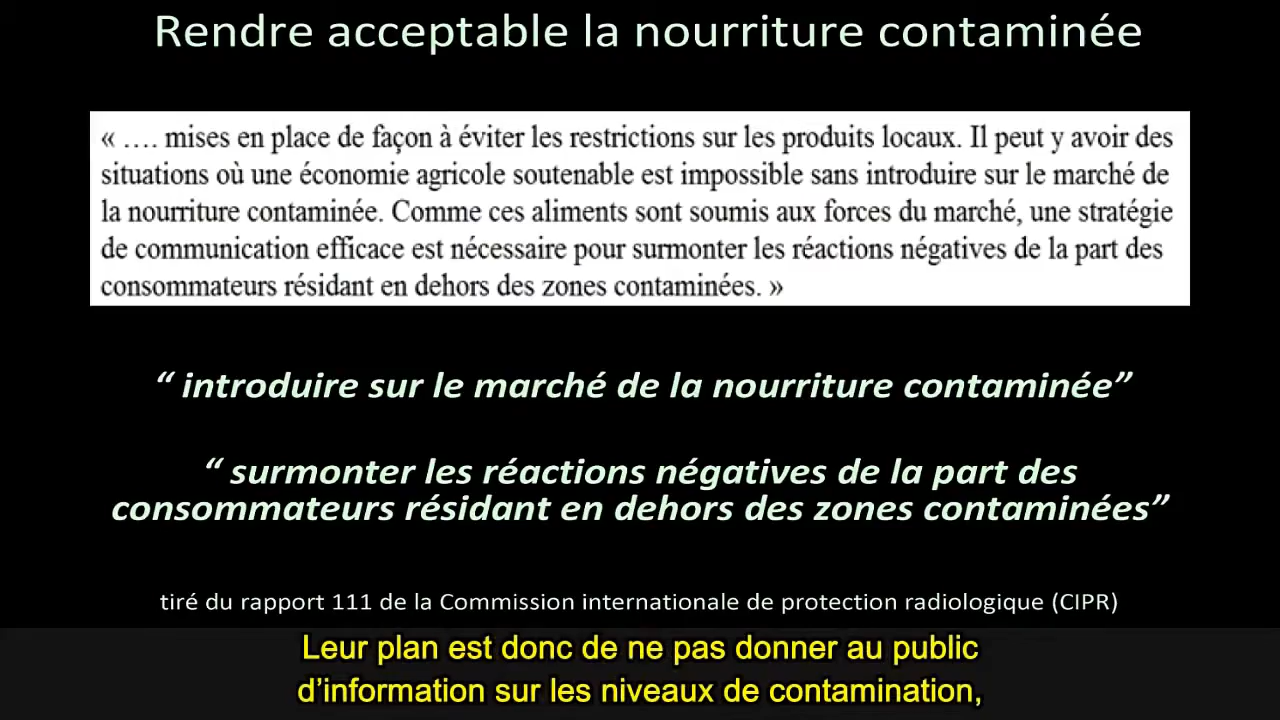 Rendre acceptable la nourriture contaminée
« …. mises en place de façon à éviter les restrictions sur les produits locaux. Il peut y avoir des
situations où une économie agricole soutenable est impossible sans introduire sur le marché de
la nourriture contaminée. Comme ces aliments sont soumis aux forces du marché, une stratégie
de communication efficace est nécessaire pour surmonter les réactions négatives de la part des
consommateurs résidant en dehors des zones contaminées. »
“ introduire sur le marché de la nourriture contaminée”
“ surmonter les réactions négatives de la part des
consommateurs résidant en dehors des zones contaminées”
tiré du rapport 111 de la Commission internationale de protection radiologique (CIPR)
Leur plan est donc de ne pas donner au public
d’information sur les niveaux de contamination,